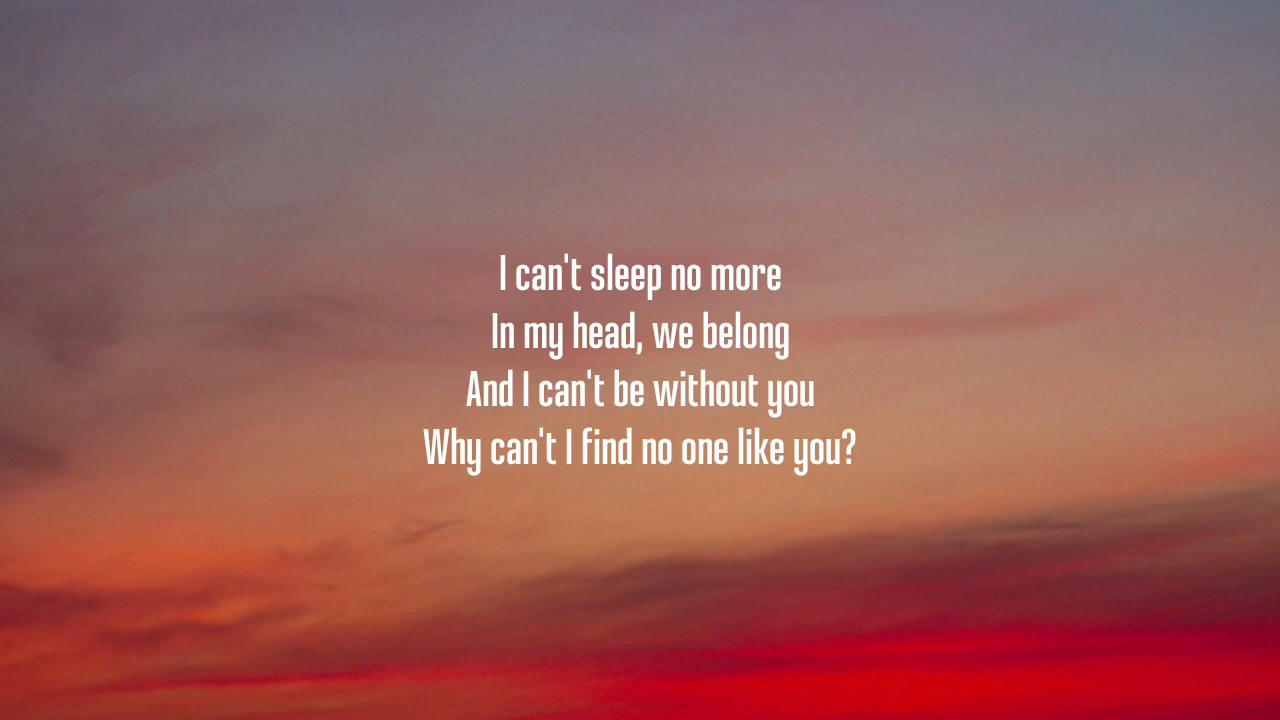 I can't sleep no more
In my head, we belong
And I can't be without you
Why can't I find no one like you?